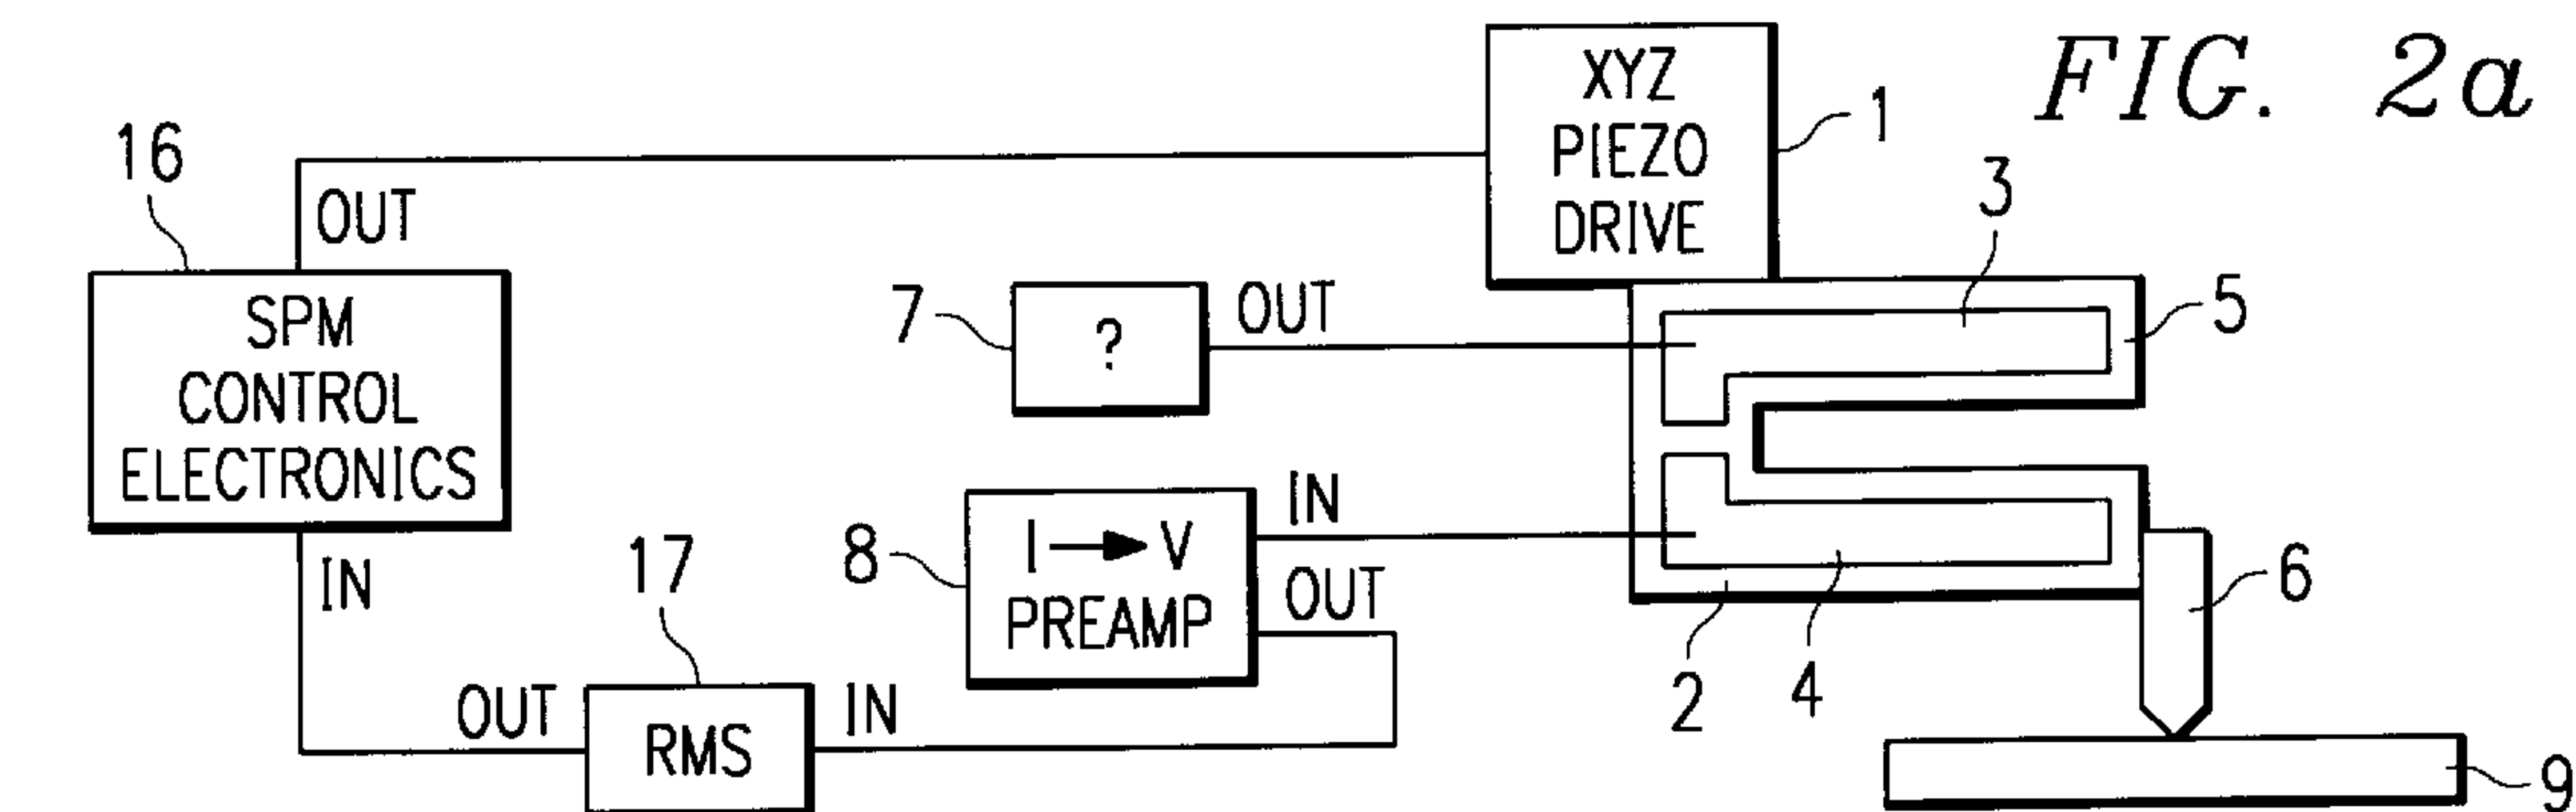 FIG. 2a
XYZ
PIEZO
DRIVE
1
16
OUT
3
SPM
CONTROL
ELECTRONICS
7
?
OUT
5
IN
17
8
I → V
PREAMP
IN
OUT
2
4
6
OUT
RMS
IN
9